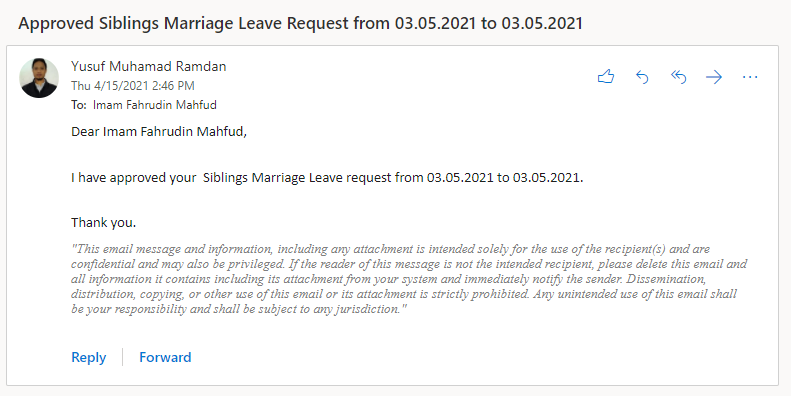 Approved Siblings Marriage Leave Request from 03.05.2021 to 03.05.2021
Yusuf Muhamad Ramdan
Thu 4/15/2021 2:46 PM
To: Imam Fahrudin Mahfud
Dear Imam Fahrudin Mahfud,
I have approved your  Siblings Marriage Leave request from 03.05.2021 to 03.05.2021.
Thank you.
"This email message and information, including any attachment is intended solely for the use of the recipient(s) and are
confidential and may also be privileged. If the reader of this message is not the intended recipient, please delete this email and
all information it contains including its attachment from your system and immediately notify the sender. Dissemination,
distribution, copying, or other use of this email or its attachment is strictly prohibited. Any unintended use of this email shall
be your responsibility and shall be subject to any jurisdiction."
Reply
Forward